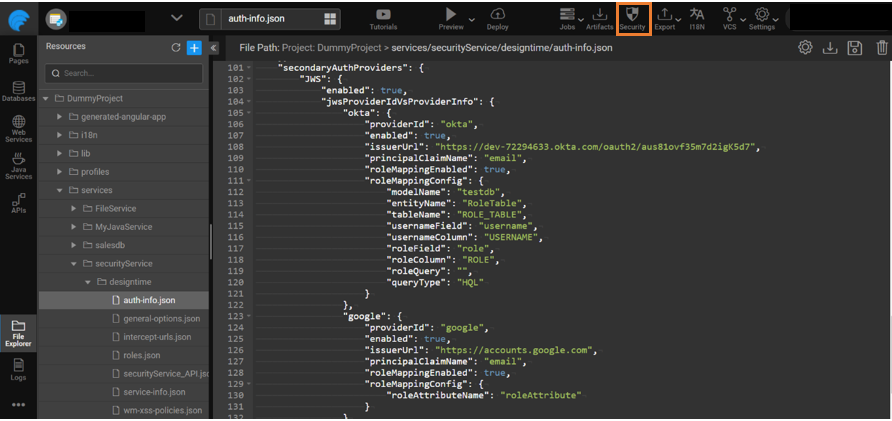 auth-info.json
Tutorials
Preview
Deploy
Jobs
Artifacts
Security
Export
I18N
VCS
Settings
Pages
Databases
Web
Services
Java
Services
APIs
File
Explorer
Logs
Resources
Search...
DummyProject
generated-angular-app
i18n
lib
profiles
services
FileService
MyJavaService
salesdb
securityService
designtime
auth-info.json
general-options.json
intercept-urls.json
roles.json
securityService_API.jso
service-info.json
wm-xss-policies.json
File Path: Project: DummyProject > services/securityService/designtime/auth-info.json
101 "secondaryAuthProviders": {
102 "JWS": {
103 "enabled": true,
104 "jwsProviderIdVsProviderInfo": {
105 "okta": {
106 "providerId": "okta",
107 "enabled": true,
108 "issuerUrl": "https://dev-72294633.okta.com/oauth2/aus81ovf35m7d2igK5d7",
109 "principalClaimName": "email",
110 "roleMappingEnabled": true,
111 "roleMappingConfig": {
112 "modelName": "testdb",
113 "entityName": "RoleTable",
114 "tableName": "ROLE_TABLE",
115 "usernameField": "username",
116 "usernameColumn": "USERNAME",
117 "roleField": "role",
118 "roleColumn": "ROLE",
119 "roleQuery": "",
120 "queryType": "HQL"
121 }
122 },
123 "google": {
124 "providerId": "google",
125 "enabled": true,
126 "issuerUrl": "https://accounts.google.com",
127 "principalClaimName": "email",
128 "roleMappingEnabled": true,
129 "roleMappingConfig": {
130 "roleAttributeName": "roleAttribute"
131 }
132 }